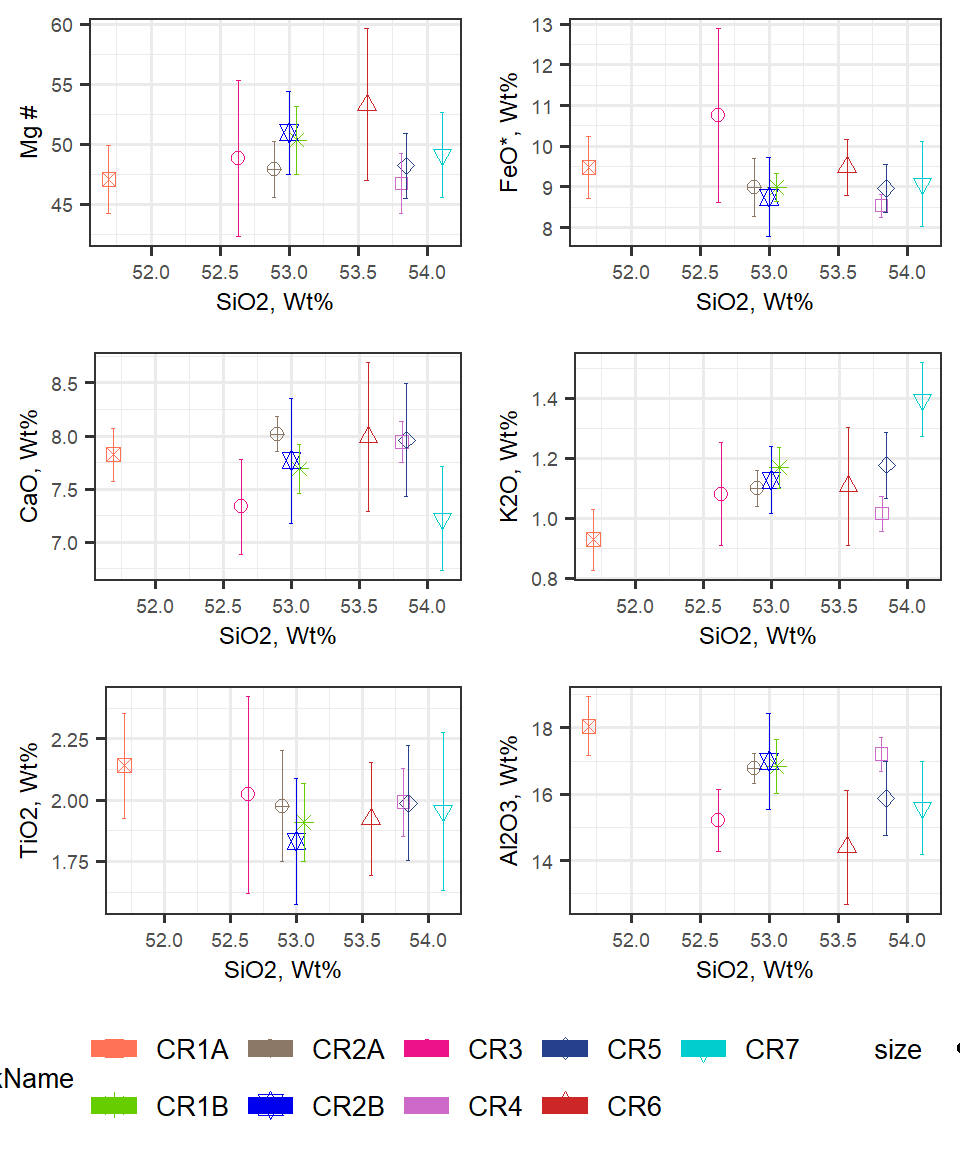 60
55
50
45
Mg #
52.0 52.5 53.0 53.5 54.0
SiO2, Wt%
13
12
11
10
9
8
FeO*, Wt%
52.0 52.5 53.0 53.5 54.0
SiO2, Wt%
8.5
8.0
7.5
7.0
CaO, Wt%
52.0 52.5 53.0 53.5 54.0
SiO2, Wt%
1.4
1.2
1.0
0.8
K2O, Wt%
52.0 52.5 53.0 53.5 54.0
SiO2, Wt%
2.25
2.00
1.75
TiO2, Wt%
52.0 52.5 53.0 53.5 54.0
SiO2, Wt%
18
16
14
Al2O3, Wt%
52.0 52.5 53.0 53.5 54.0
SiO2, Wt%
CR1A CR2A CR3 CR5 CR7 size
kName
CR1B CR2B CR4 CR6